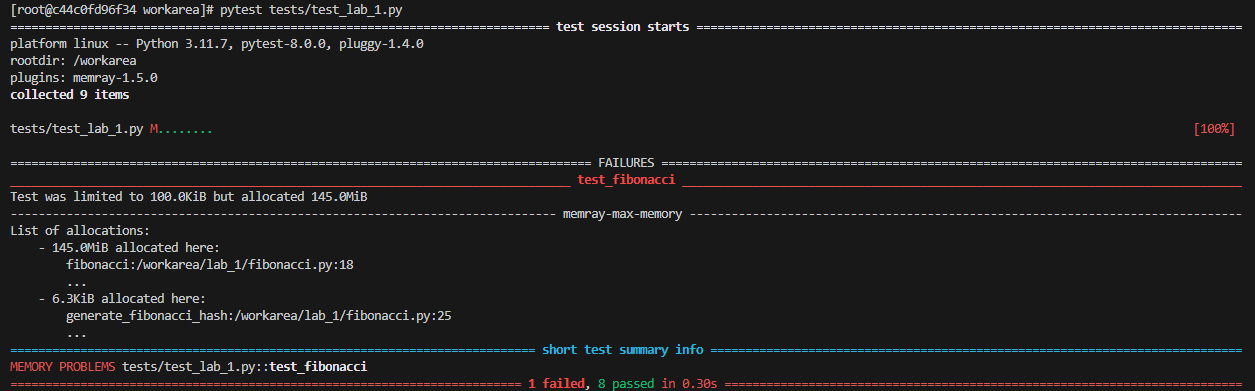 [root@c44c0fd96f34 workarea]# pytest tests/test_lab_1.py
============================================================================= test session starts ==============================================================================
platform linux -- Python 3.11.7, pytest-8.0.0, pluggy-1.4.0
rootdir: /workarea
plugins: memray-1.5.0
collected 9 items
tests/test_lab_1.py M........ [100%]
=================================================================================== FAILURES ===================================================================================
________________________________________________________________________________ test_fibonacci ________________________________________________________________________________
Test was limited to 100.0KiB but allocated 145.0MiB
------------------------------------------------------------------------------ memray-max-memory -------------------------------------------------------------------------------
List of allocations:
- 145.0MiB allocated here:
fibonacci:/workarea/lab_1/fibonacci.py:18
...
- 6.3KiB allocated here:
generate_fibonacci_hash:/workarea/lab_1/fibonacci.py:25
...
=========================================================================== short test summary info ============================================================================
MEMORY PROBLEMS tests/test_lab_1.py::test_fibonacci
========================================================================= 1 failed, 8 passed in 0.30s ==========================================================================